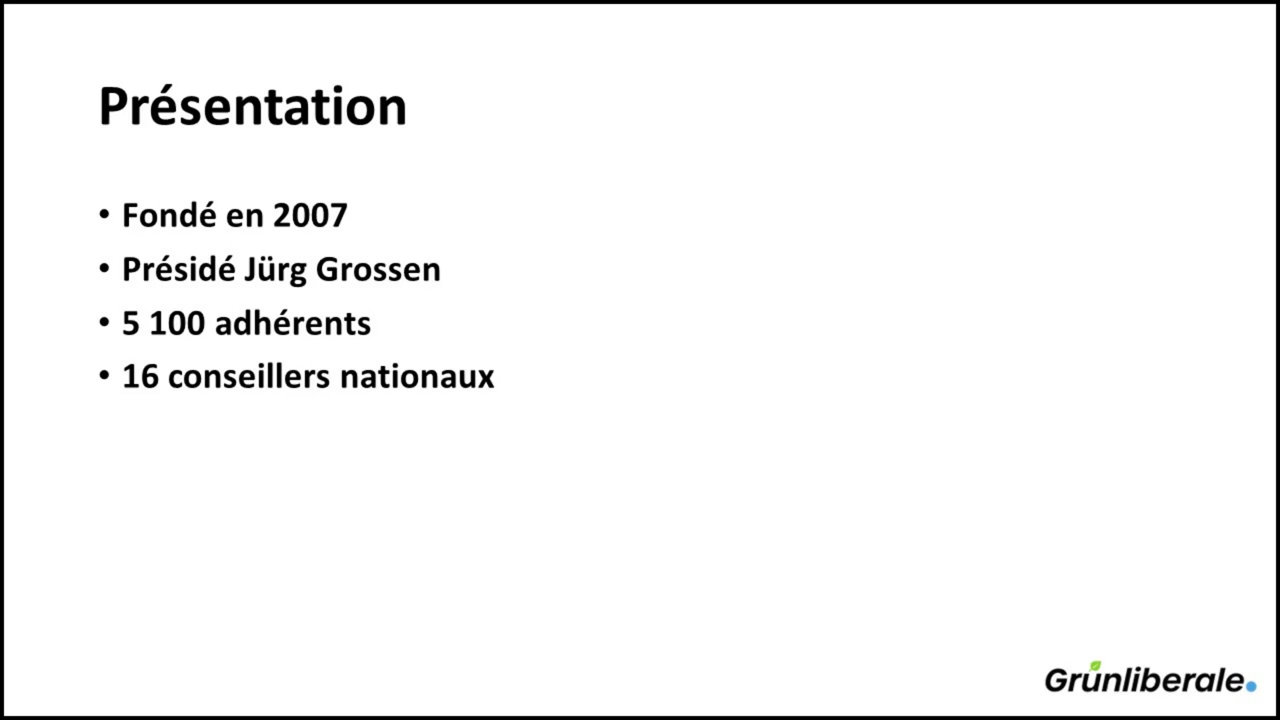 Présentation
• Fondé en 2007
• Présidé Jürg Grossen
• 5 100 adhérents
• 16 conseillers nationaux
Grünliberale.